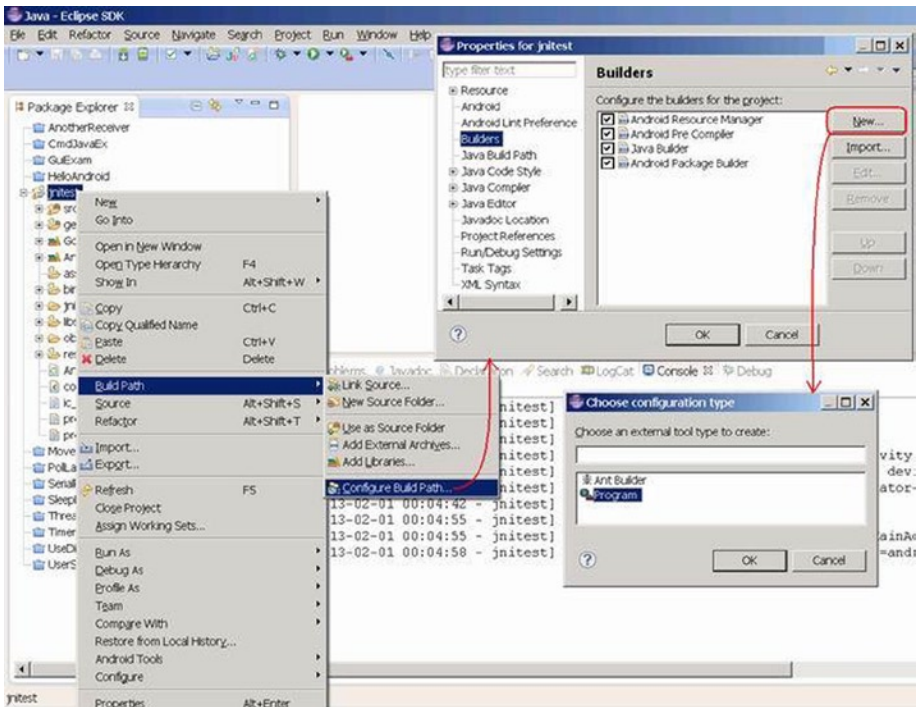 Java - Eclipse SDK
File Edit Refactor Source Navigate Search Project Run Window Help
Package Explorer
AnotherReceiver
CmdJavaEx
GuiExam
HelloAndroid
jnitest
New
Go Into
Open in New Window
Open Type Hierarchy F4
Show In Alt+Shift+W
Copy Ctrl+C
Copy Qualified Name
Paste Ctrl+V
Delete Delete
Build Path
Source Alt+Shift+S
Refactor Alt+Shift+T
Import...
Export...
Refresh F5
Close Project
Assign Working Sets...
Run As
Debug As
Profile As
Team
Compare With
Restore from Local History...
Android Tools
Configure
Properties Alt+Enter
Link Source...
New Source Folder...
Use as Source Folder
Add External Archives...
Add Libraries...
Configure Build Path...
Properties for jnitest
type filter text
Resource
Android
Android Lint Preference
Builders
Java Build Path
Java Code Style
Java Compiler
Java Editor
Javadoc Location
Project References
Run/Debug Settings
Task Tags
XML Syntax
Builders
Configure the builders for the project:
Android Resource Manager
Android Pre Compiler
Java Builder
Android Package Builder
New...
Import...
Edit...
Remove
Up
Down
OK Cancel
Javadoc Declaration Search LogCat Console Debug
nitest]
nitest]
nitest]
nitest]
nitest]
13-02-01 00:04:42 - jnitest]
13-02-01 00:04:55 - jnitest]
13-02-01 00:04:55 - jnitest]
13-02-01 00:04:58 - jnitest]
Choose configuration type
Choose an external tool type to create:
Ant Builder
Program
OK Cancel
jnitest